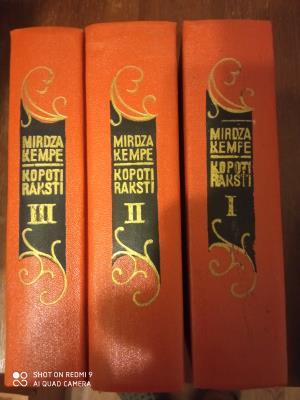 MIRDZA
ĶEMPE
KOPOTI
RAKSTI
III
MIRDZA
ĶEMPE
KOPOTI
RAKSTI
II
MIRDZA
ĶEMPE
KOPOTI
RAKSTI
I
SHOT ON REDMI 9
AI QUAD CAMERA